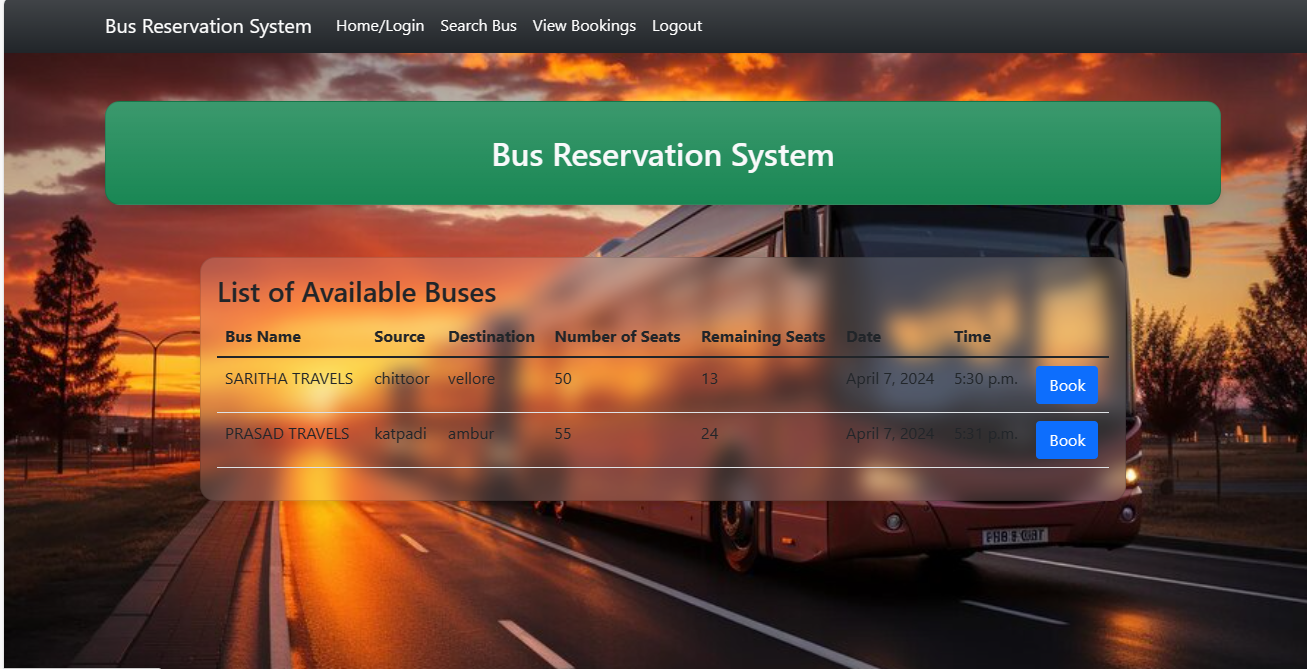 Bus Reservation System Home/Login Search Bus View Bookings Logout
Bus Reservation System
List of Available Buses
Bus Name Source Destination Number of Seats Remaining Seats Date Time
SARITHA TRAVELS chittoor vellore 50 13 April 7, 2024 5:30 p.m. Book
PRASAD TRAVELS katpadi ambur 55 24 April 7, 2024 5:31 p.m. Book